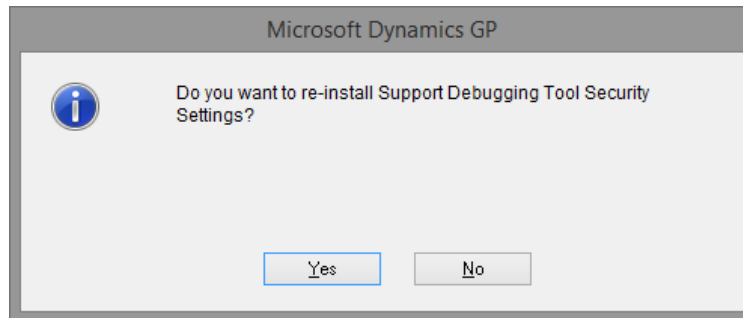 Microsoft Dynamics GP
Do you want to re-install Support Debugging Tool Security
Settings?
Yes
No